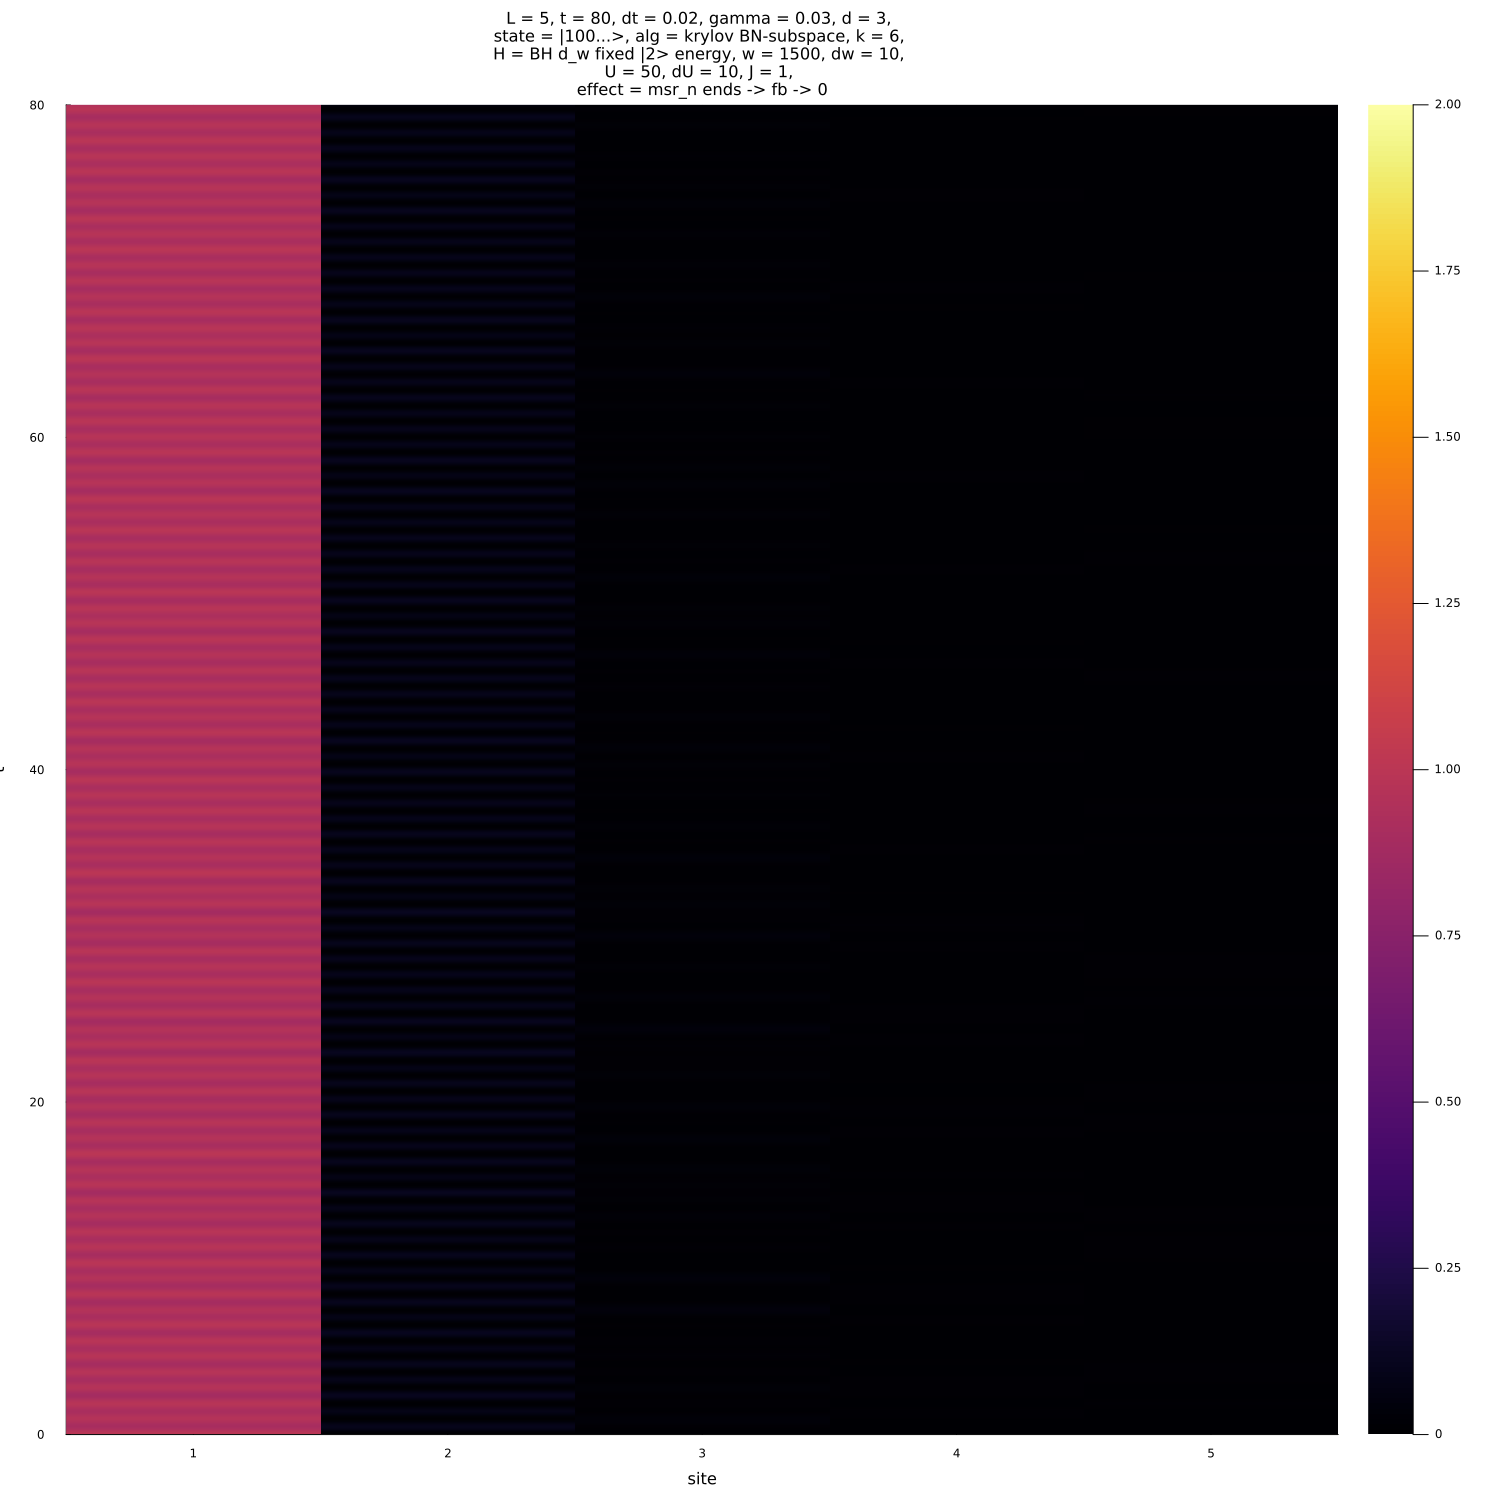 L = 5, t = 80, dt = 0.02, gamma = 0.03, d = 3,
state = |100...>, alg = krylov BN-subspace, k = 6,
H = BH d_w fixed |2> energy, w = 1500, dw = 10,
U = 50, dU = 10, J = 1,
effect = msr_n ends -> fb -> 0
80
60
40
20
0
1 2 3 4 5
site
2.00
1.75
1.50
1.25
1.00
0.75
0.50
0.25
0